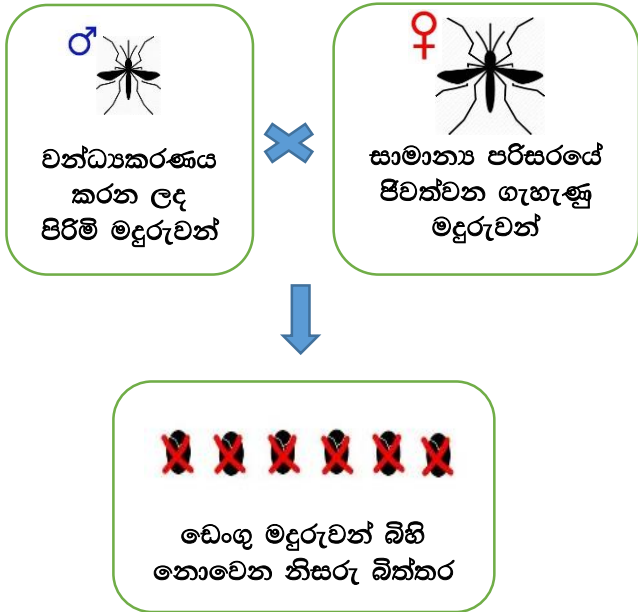 වන්ධ්‍යකරණය
කරන ලද
පිරිමි මදුරුවන්
සාමාන්‍ය පරිසරයේ
ජිවත්වන ගැහැණු
මදුරුවන්
ඩෙංගු මදුරුවන් බිහි
නොවෙන නිසරු බිත්තර